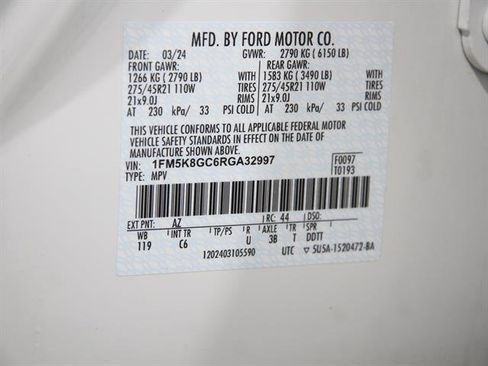 MFD. BY FORD MOTOR CO.
DATE: 03/24 GVWR: 2790 KG ( 6150 LB)
FRONT GAWR: REAR GAWR:
1266 KG ( 2790 LB) WITH 1583 KG ( 3490 LB) WITH
275/45R21 110W TIRES 275/45R21 110W TIRES
21x9.0J RIMS 21x9.0J RIMS
AT 230 kPa/ 33 PSI COLD AT 230 kPa/ 33 PSI COLD
THIS VEHICLE CONFORMS TO ALL APPLICABLE FEDERAL MOTOR
VEHICLE SAFETY STANDARDS IN EFFECT ON THE DATE OF
MANUFACTURE SHOWN ABOVE.
VIN: 1FM5K8GC6RGA32997 F0097
TYPE: MPV T0193
EXT PNT: AZ RC: 44 DSO:
WB INT TR TP/PS R AXLE TR SPR
119 C6 U 3B T DDTT
1202403105590 UTC ▽ 5U5A-1520472-BA